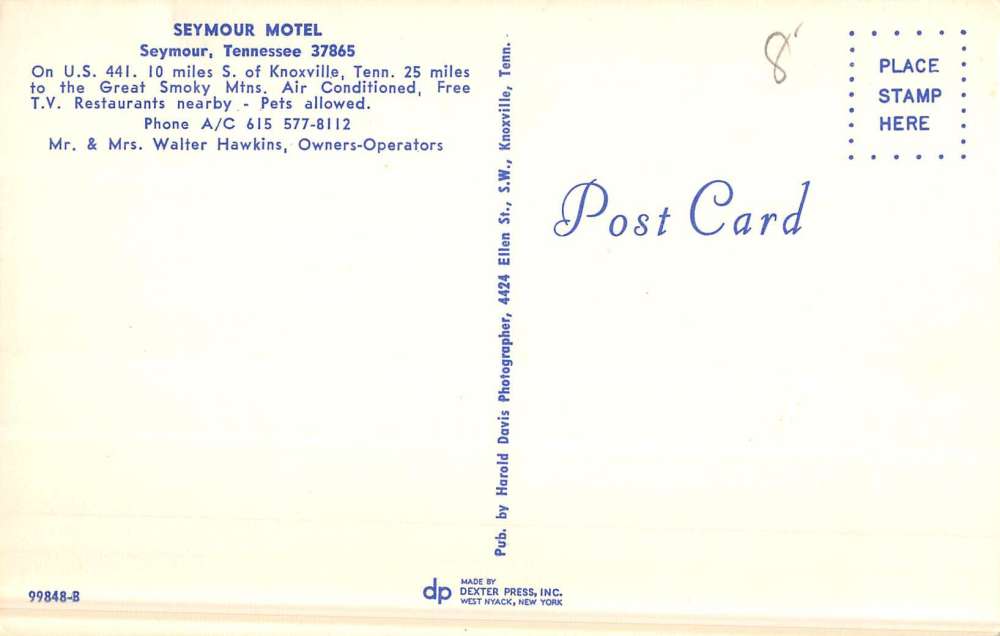 SEYMOUR MOTEL
Seymour, Tennessee 37865
On U.S. 441. 10 miles S. of Knoxville, Tenn. 25 miles
to the Great Smoky Mtns. Air Conditioned, Free
T.V. Restaurants nearby - Pets allowed.
Phone A/C 615 577-8112
Mr. & Mrs. Walter Hawkins, Owners-Operators
99848-B
Pub. by Harold Davis Photographer, 4424 Ellen St., S.W., Knoxville, Tenn.
dp
MADE BY
DEXTER PRESS, INC.
WEST NYACK, NEW YORK
8
PLACE
STAMP
HERE
Post Card